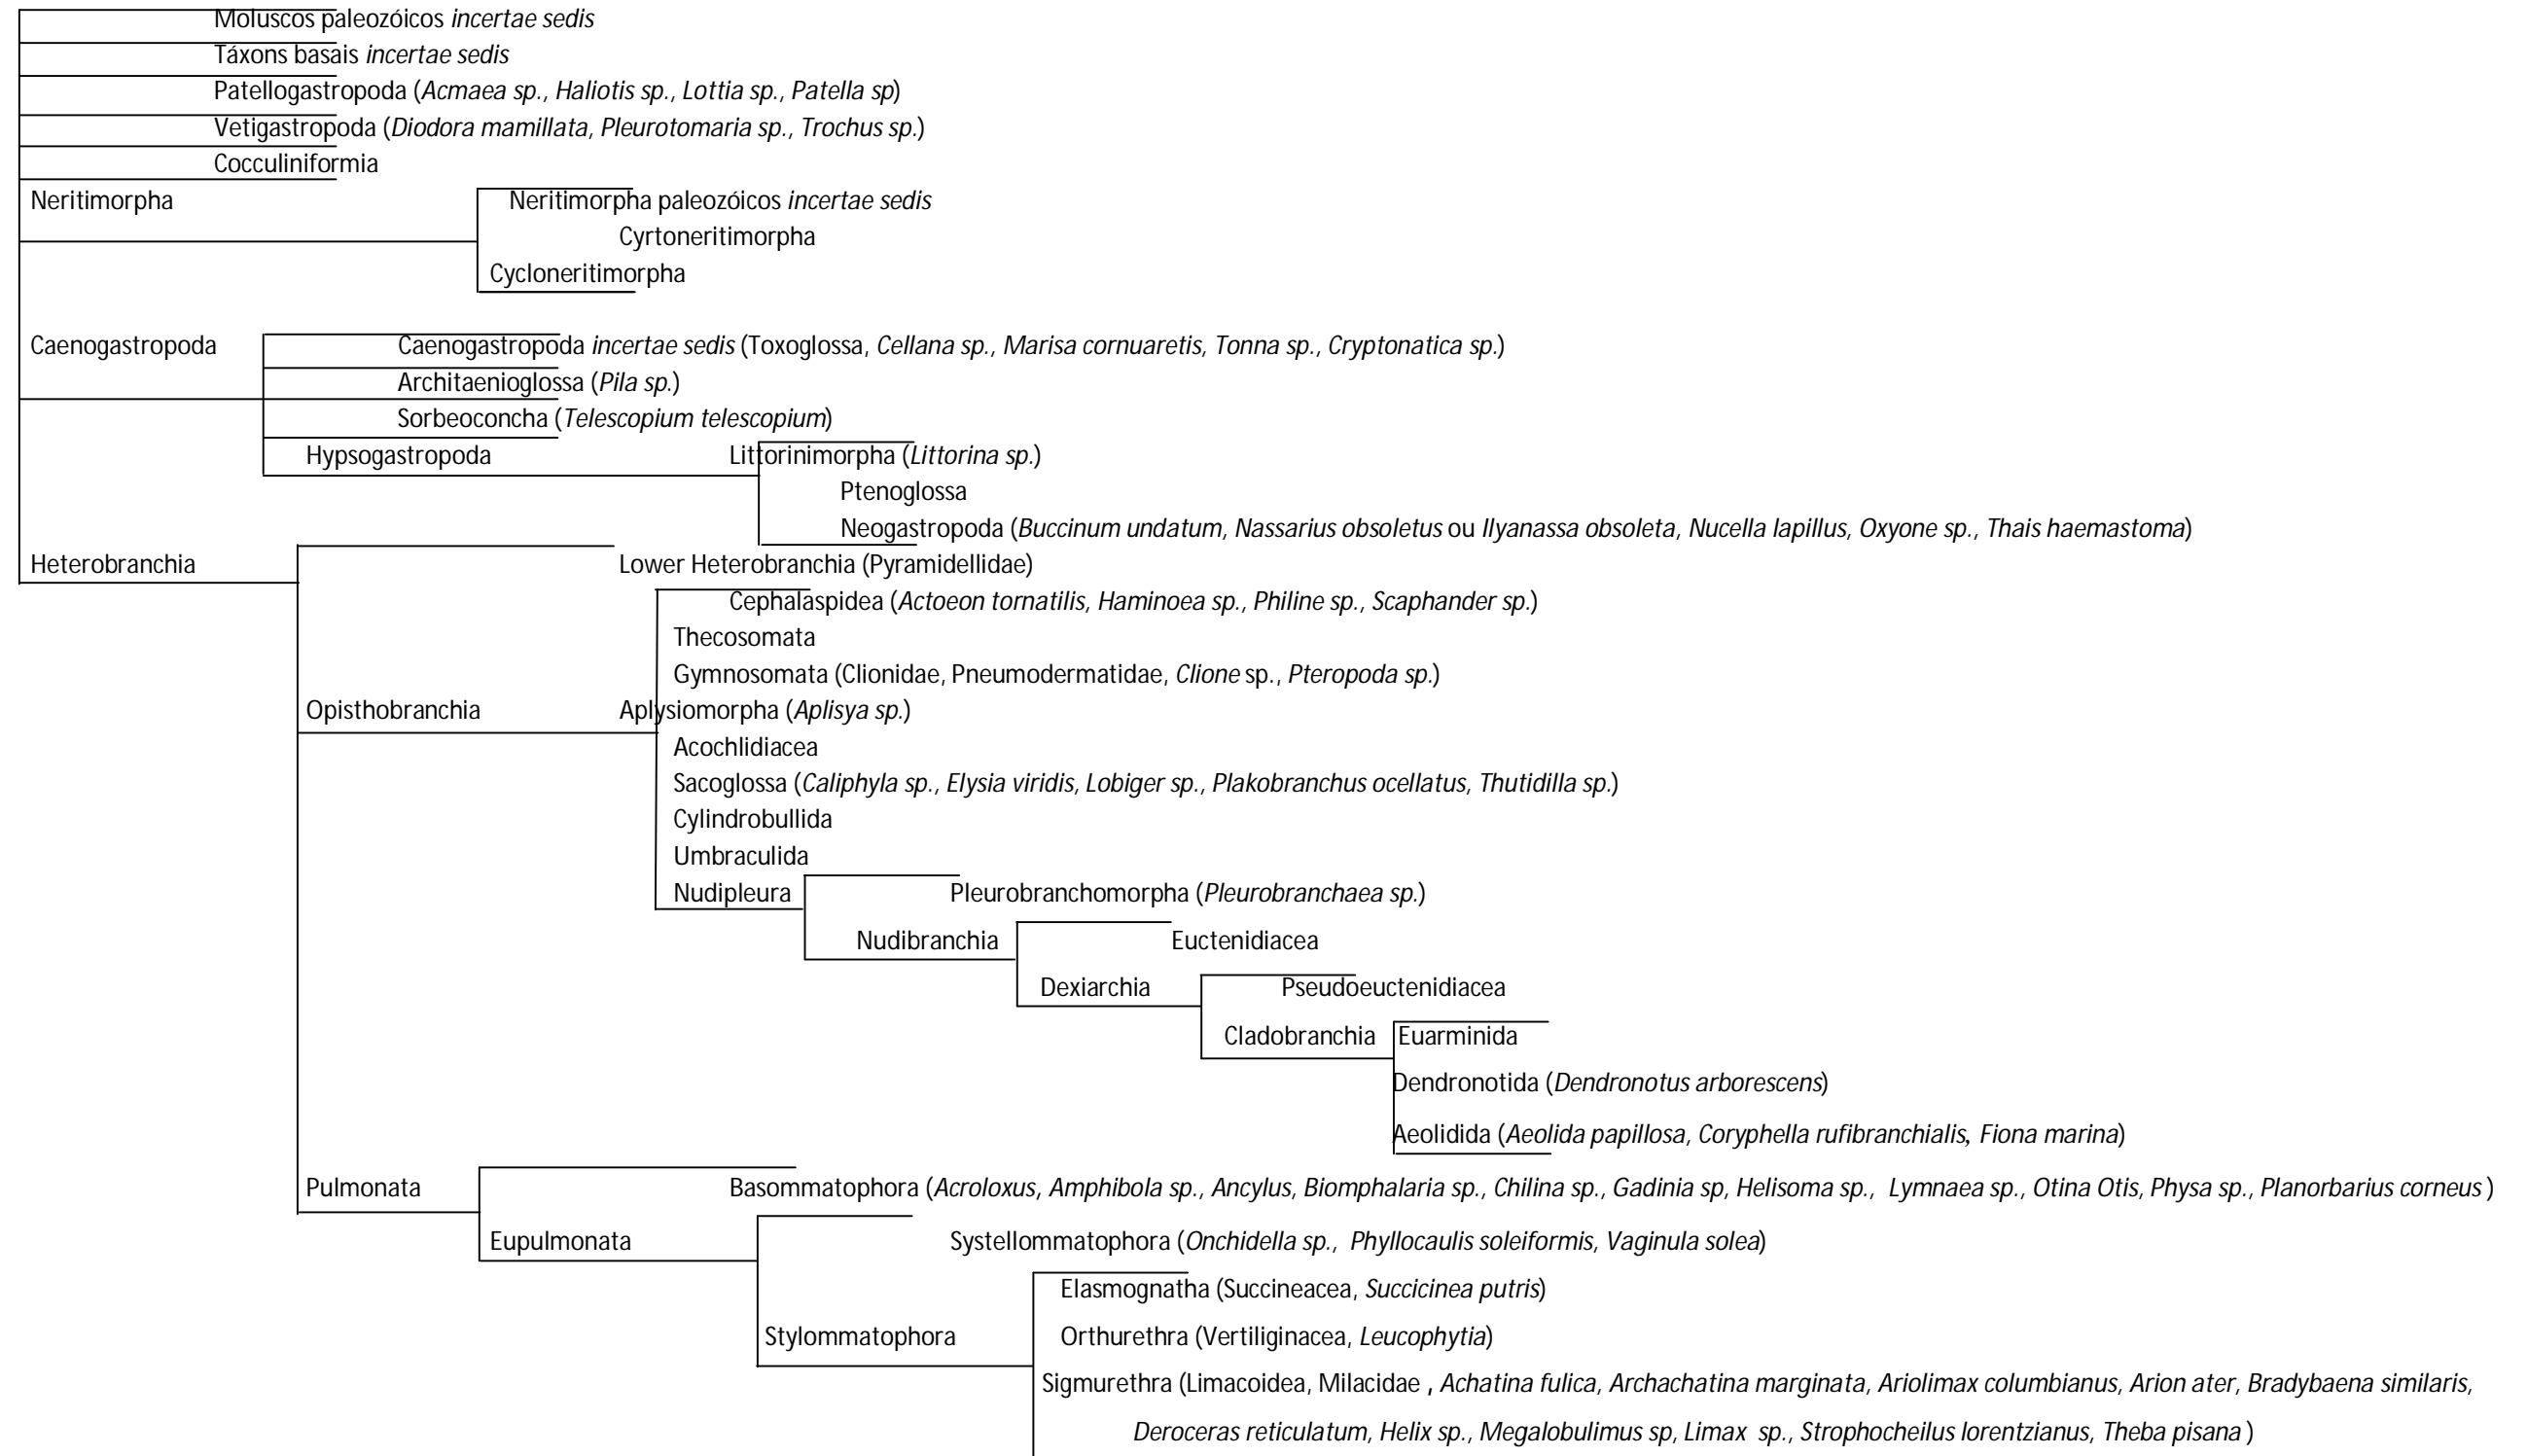 Moluscos paleozóicos incertae sedis
Táxons basais incertae sedis
Patellogastropoda (Acmaea sp., Haliotis sp., Lottia sp., Patella sp)
Vetigastropoda (Diodora mamillata, Pleurotomaria sp., Trochus sp.)
Cocculiniformia
Neritimorpha
Neritimorpha paleozóicos incertae sedis
Cyrtoneritimorpha
Cycloneritimorpha
Caenogastropoda
Caenogastropoda incertae sedis (Toxoglossa, Cellana sp., Marisa cornuaretis, Tonna sp., Cryptonatica sp.)
Architaenioglossa (Pila sp.)
Sorbeoconcha (Telescopium telescopium)
Hypsogastropoda
Littorinimorpha (Littorina sp.)
Ptenoglossa
Neogastropoda (Buccinum undatum, Nassarius obsoletus ou Ilyanassa obsoleta, Nucella lapillus, Oxyone sp., Thais haemastoma)
Heterobranchia
Lower Heterobranchia (Pyramidellidae)
Cephalaspidea (Actoeon tornatilis, Haminoea sp., Philine sp., Scaphander sp.)
Thecosomata
Gymnosomata (Clionidae, Pneumodermatidae, Clione sp., Pteropoda sp.)
Opisthobranchia
Aplysiomorpha (Aplisya sp.)
Acochlidiacea
Sacoglossa (Caliphyla sp., Elysia viridis, Lobiger sp., Plakobranchus ocellatus, Thutidilla sp.)
Cylindrobullida
Umbraculida
Nudipleura
Pleurobranchomorpha (Pleurobranchaea sp.)
Nudibranchia
Euctenidiacea
Dexiarchia
Pseudoeuctenidiacea
Cladobranchia
Euarminida
Dendronotida (Dendronotus arborescens)
Aeolidida (Aeolida papillosa, Coryphella rufibranchialis, Fiona marina)
Pulmonata
Basommatophora (Acroloxus, Amphibola sp., Ancylus, Biomphalaria sp., Chilina sp., Gadinia sp, Helisoma sp., Lymnaea sp., Otina Otis, Physa sp., Planorbarius corneus )
Eupulmonata
Systellommatophora (Onchidella sp., Phyllocaulis soleiformis, Vaginula solea)
Elasmognatha (Succineacea, Succicinea putris)
Stylommatophora
Orthurethra (Vertiliginacea, Leucophytia)
Sigmurethra (Limacoidea, Milacidae , Achatina fulica, Archachatina marginata, Ariolimax columbianus, Arion ater, Bradybaena similaris,
Deroceras reticulatum, Helix sp., Megalobulimus sp, Limax sp., Strophocheilus lorentzianus, Theba pisana )